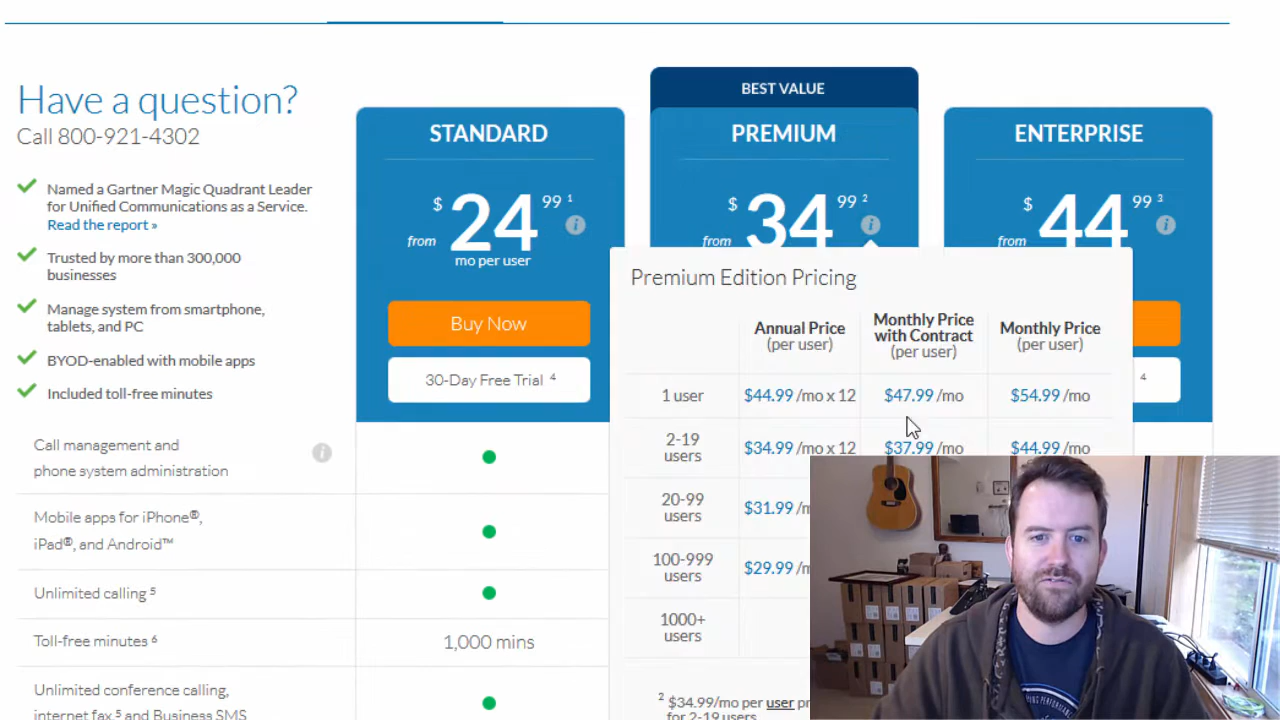 Have a question?
Call 800-921-4302
Named a Gartner Magic Quadrant Leader
for Unified Communications as a Service.
Read the report »
Trusted by more than 300,000
businesses
Manage system from smartphone,
tablets, and PC
BYOD-enabled with mobile apps
Included toll-free minutes
STANDARD
$ 24 99 1
from
mo per user
Buy Now
30-Day Free Trial 4
BEST VALUE
PREMIUM
$ 34 99 2
from
ENTERPRISE
$ 44 99 3
from
4
Premium Edition Pricing
Annual Price (per user)
Monthly Price with Contract (per user)
Monthly Price (per user)
1 user $44.99 /mo x 12 $47.99 /mo $54.99 /mo
2-19 users $34.99 /mo x 12 $37.99 /mo $44.99 /mo
20-99 users $31.99 /m
100-999 users $29.99 /m
1000+ users
2 $34.99/mo per user pr
for 2-19 users
Call management and
phone system administration
Mobile apps for iPhone®,
iPad®, and Android™
Unlimited calling 5
Toll-free minutes 6 1,000 mins
Unlimited conference calling,
internet fax 5 and Business SMS